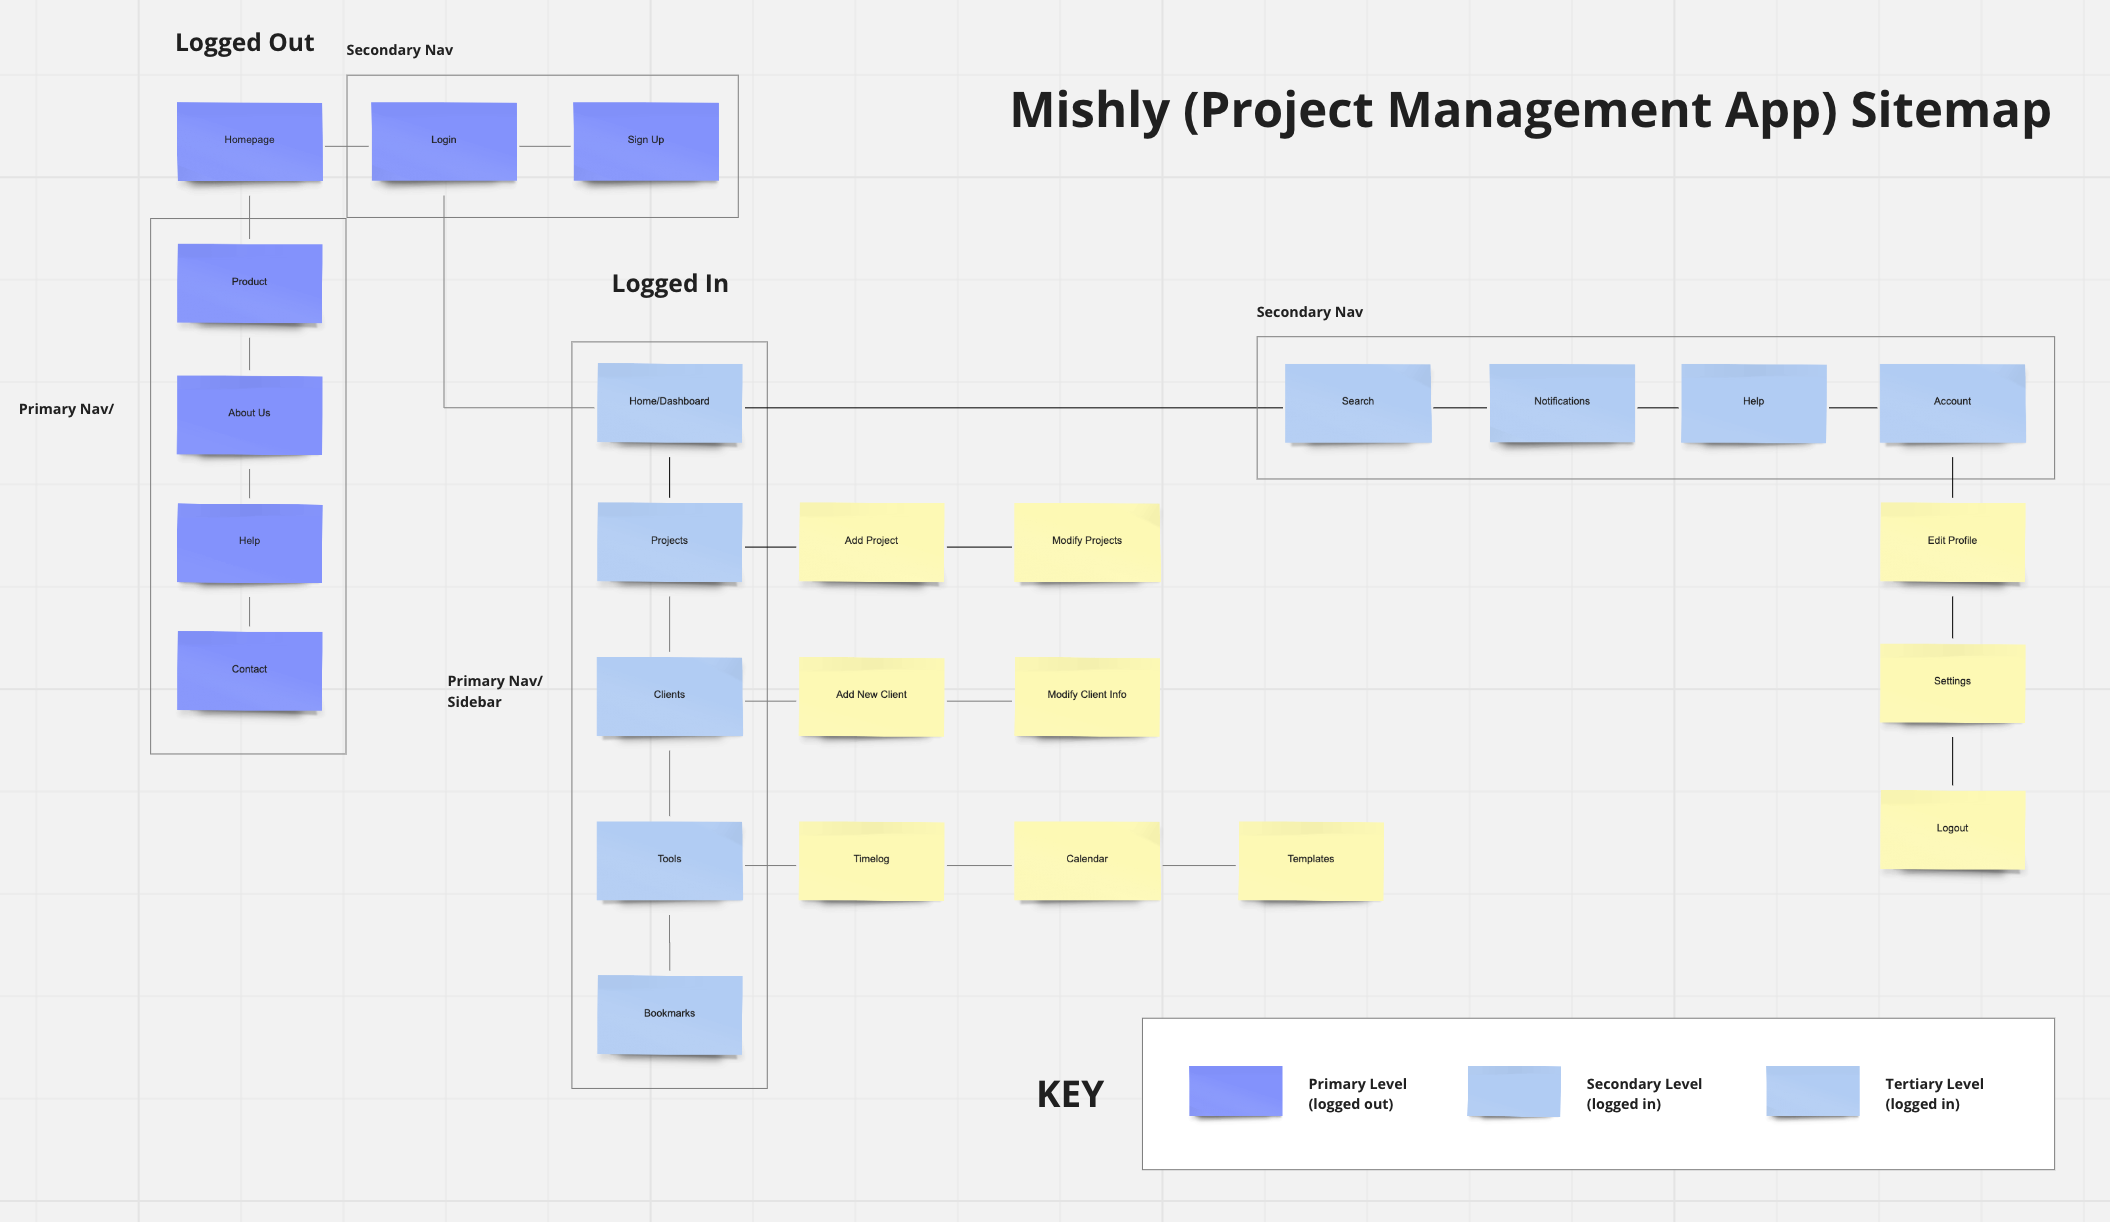 Logged Out
Secondary Nav
Mishly (Project Management App) Sitemap
Homepage
Login
Sign Up
Product
About Us
Help
Contact
Primary Nav/
Logged In
Secondary Nav
Home/Dashboard
Search
Notifications
Help
Account
Projects
Add Project
Modify Projects
Edit Profile
Primary Nav/
Sidebar
Clients
Add New Client
Modify Client Info
Settings
Tools
Timelog
Calendar
Templates
Logout
Bookmarks
KEY
Primary Level
(logged out)
Secondary Level
(logged in)
Tertiary Level
(logged in)